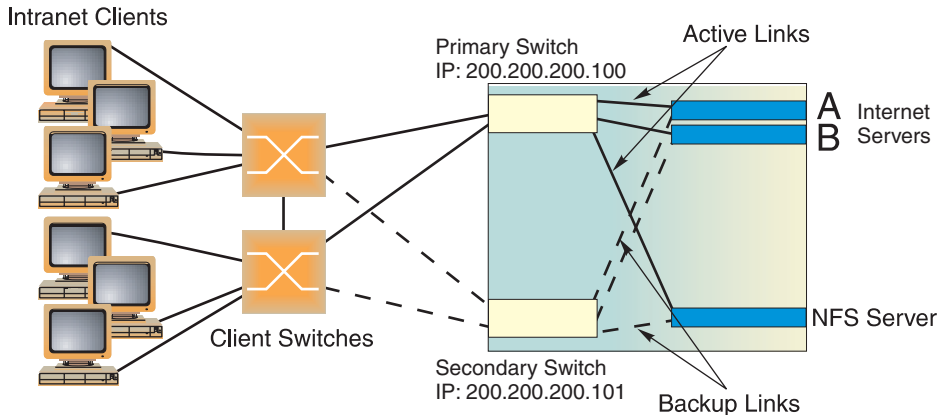 Intranet Clients
Primary Switch
IP: 200.200.200.100
Active Links
A
B
Internet
Servers
Client Switches
NFS Server
Secondary Switch
IP: 200.200.200.101
Backup Links